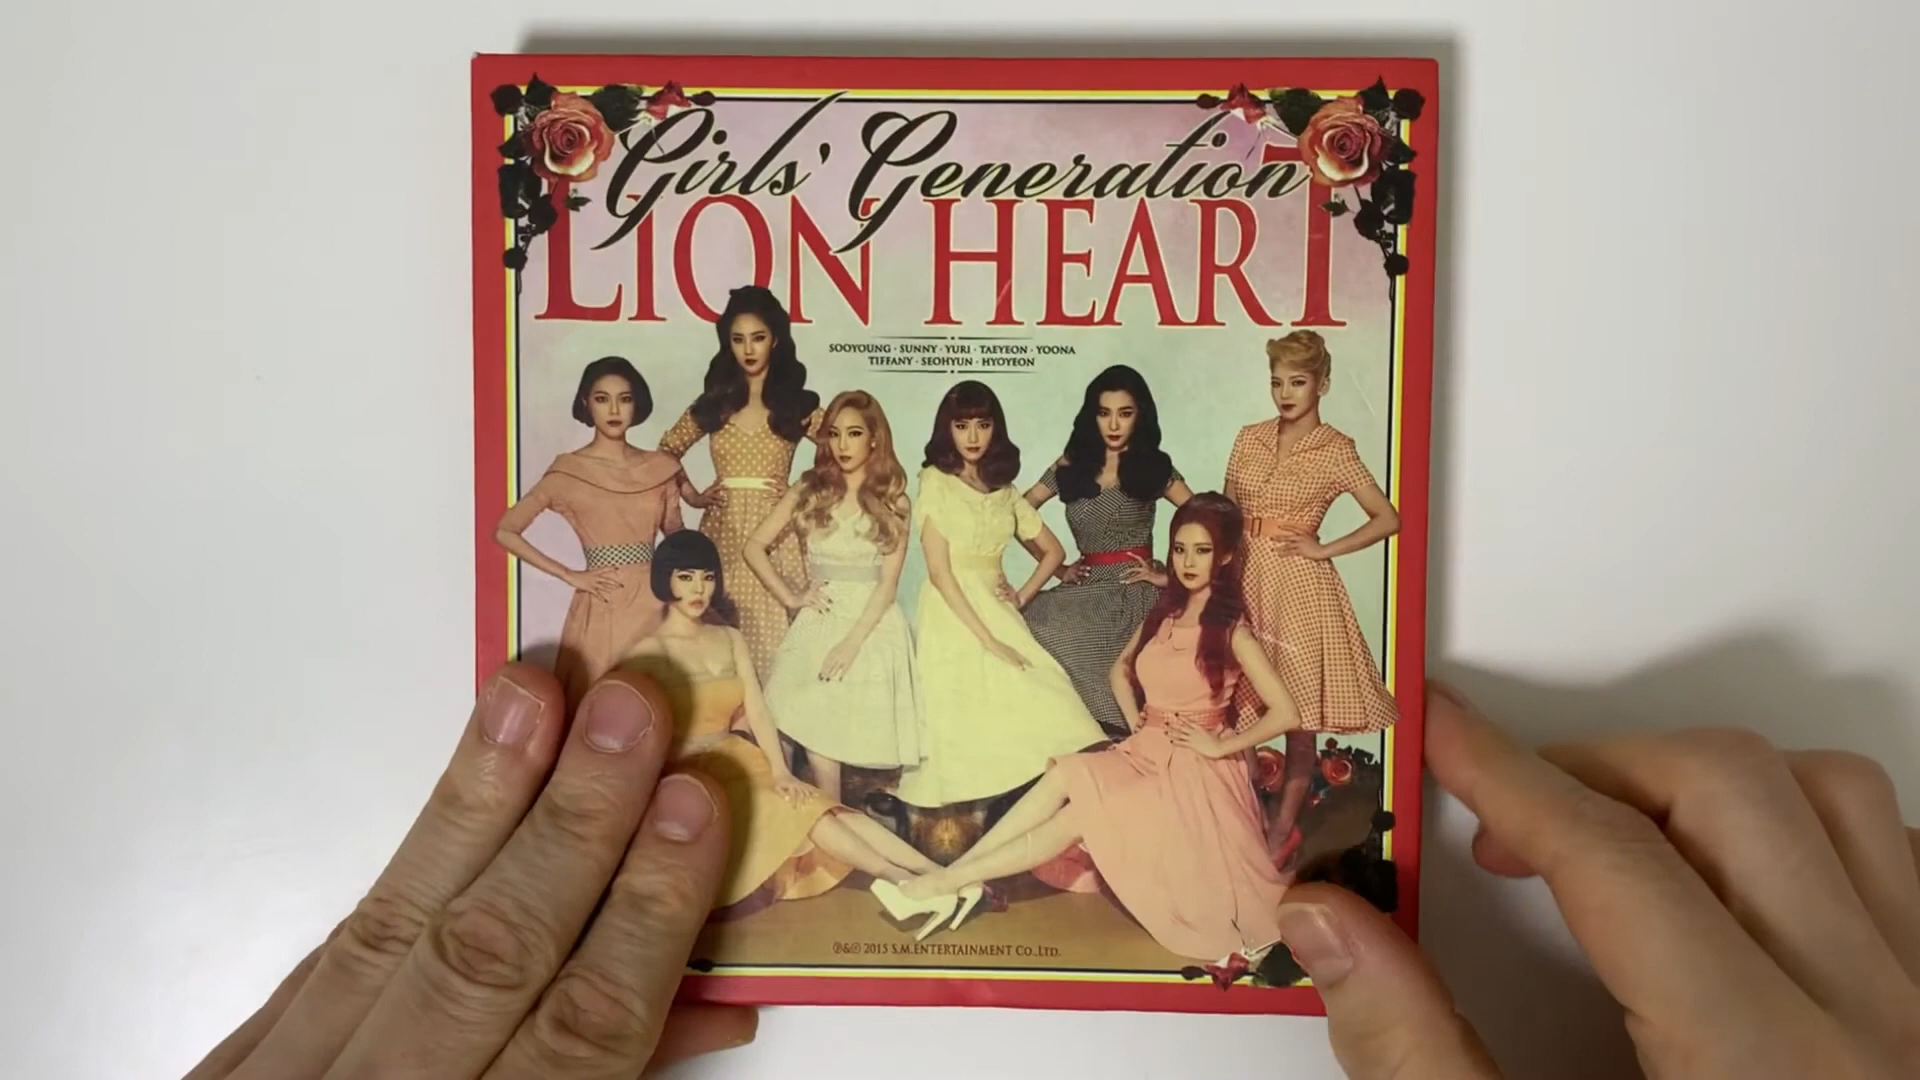 Girls' Generation
LION HEART
SOOYOUNG · SUNNY · YURI · TAEYEON · YOONA
TIFFANY · SEOHYUN · HYOYEON
℗&© 2015 S.M.ENTERTAINMENT Co.,Ltd.